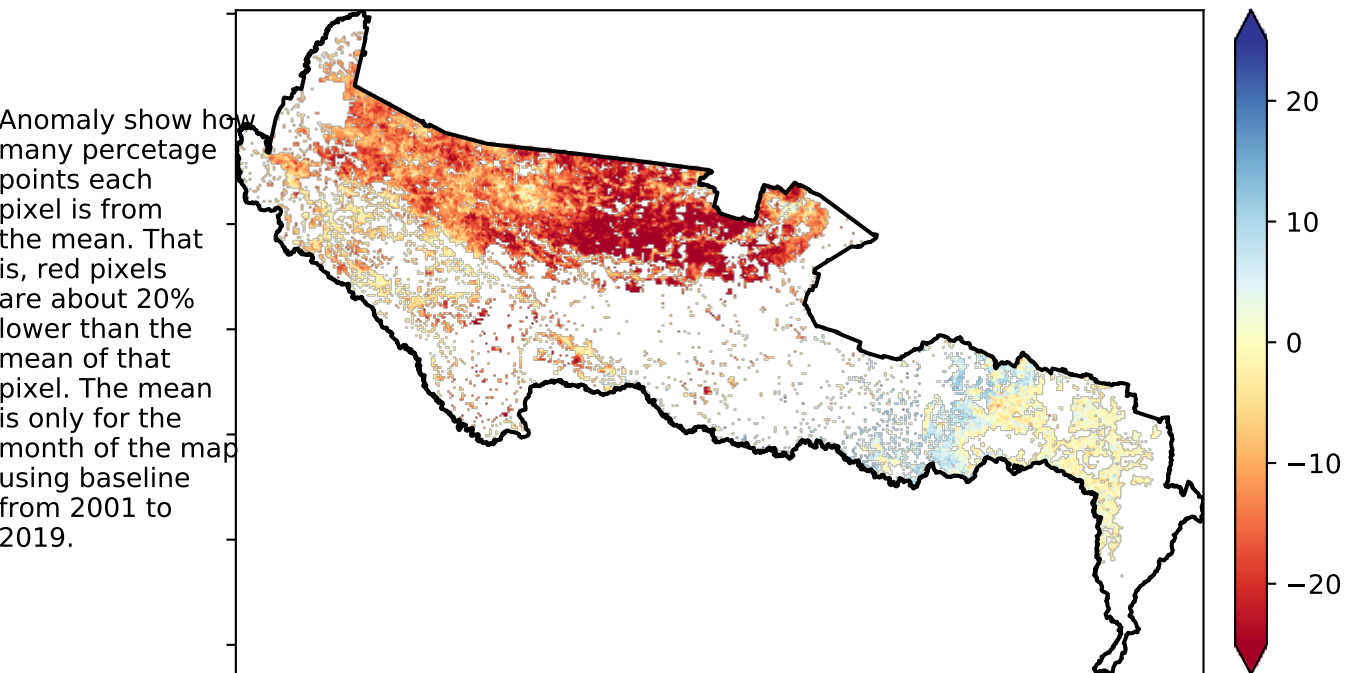 Anomaly show how
many percetage
points each
pixel is from
the mean. That
is, red pixels
are about 20%
lower than the
mean of that
pixel. The mean
is only for the
month of the map
using baseline
from 2001 to
2019.
20
10
0
−10
−20